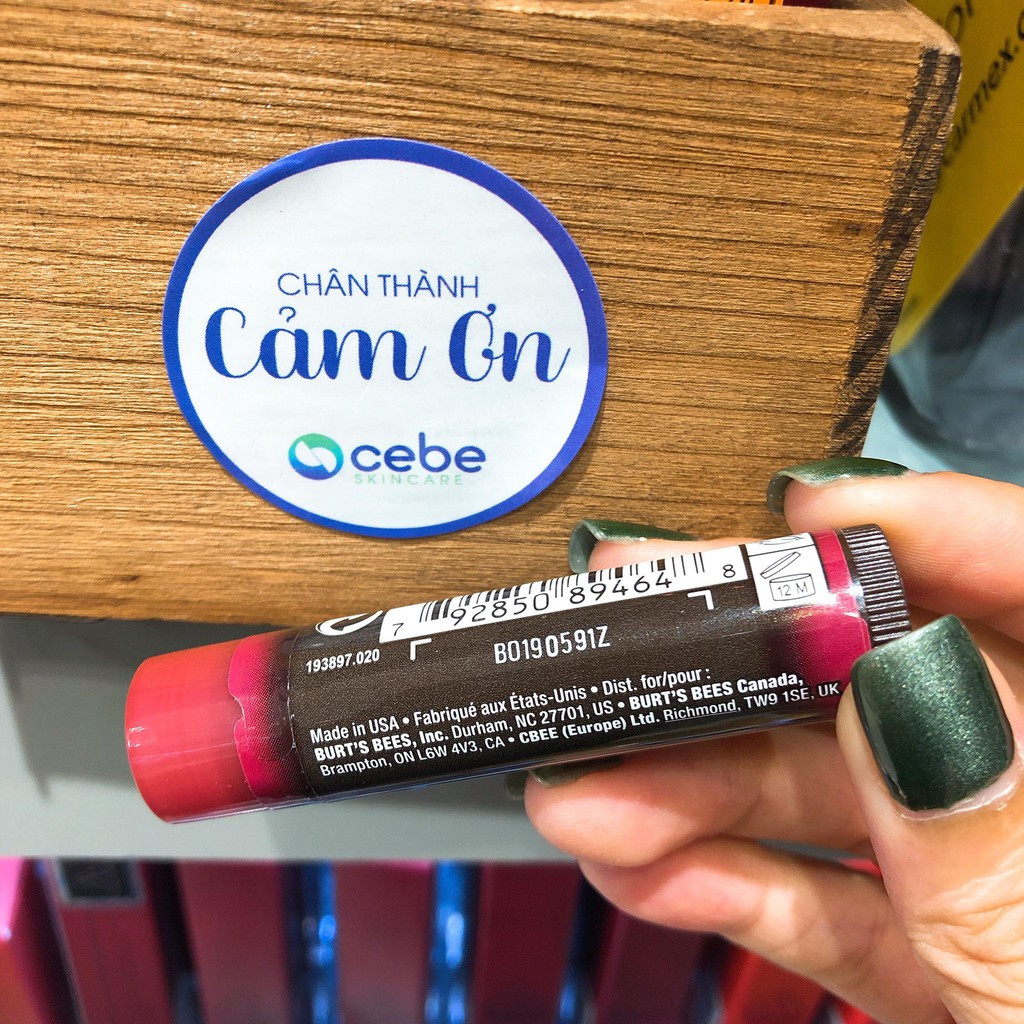 CHÂN THÀNH
Cảm Ơn
cebe
SKINCARE
armex.c
7 92850 89464 8
12 M
193897.020
B0190591Z
Made in USA • Fabriqué aux États-Unis • Dist. for/pour :
BURT'S BEES, Inc. Durham, NC 27701, US • BURT'S BEES Canada,
Brampton, ON L6W 4V3, CA • CBEE (Europe) Ltd. Richmond, TW9 1SE, UK